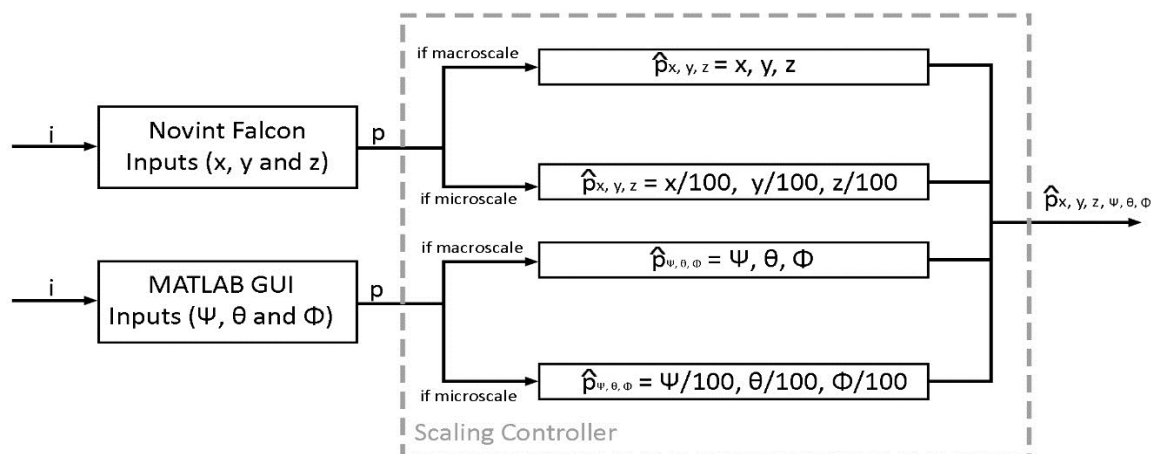 if macroscale
p̂x, y, z = x, y, z
i
Novint Falcon
Inputs (x, y and z)
p
if microscale
p̂x, y, z = x/100, y/100, z/100
p̂x, y, z, Ψ, θ, Φ
if macroscale
p̂Ψ, θ, Φ = Ψ, θ, Φ
i
MATLAB GUI
Inputs (Ψ, θ and Φ)
p
if microscale
p̂Ψ, θ, Φ = Ψ/100, θ/100, Φ/100
Scaling Controller